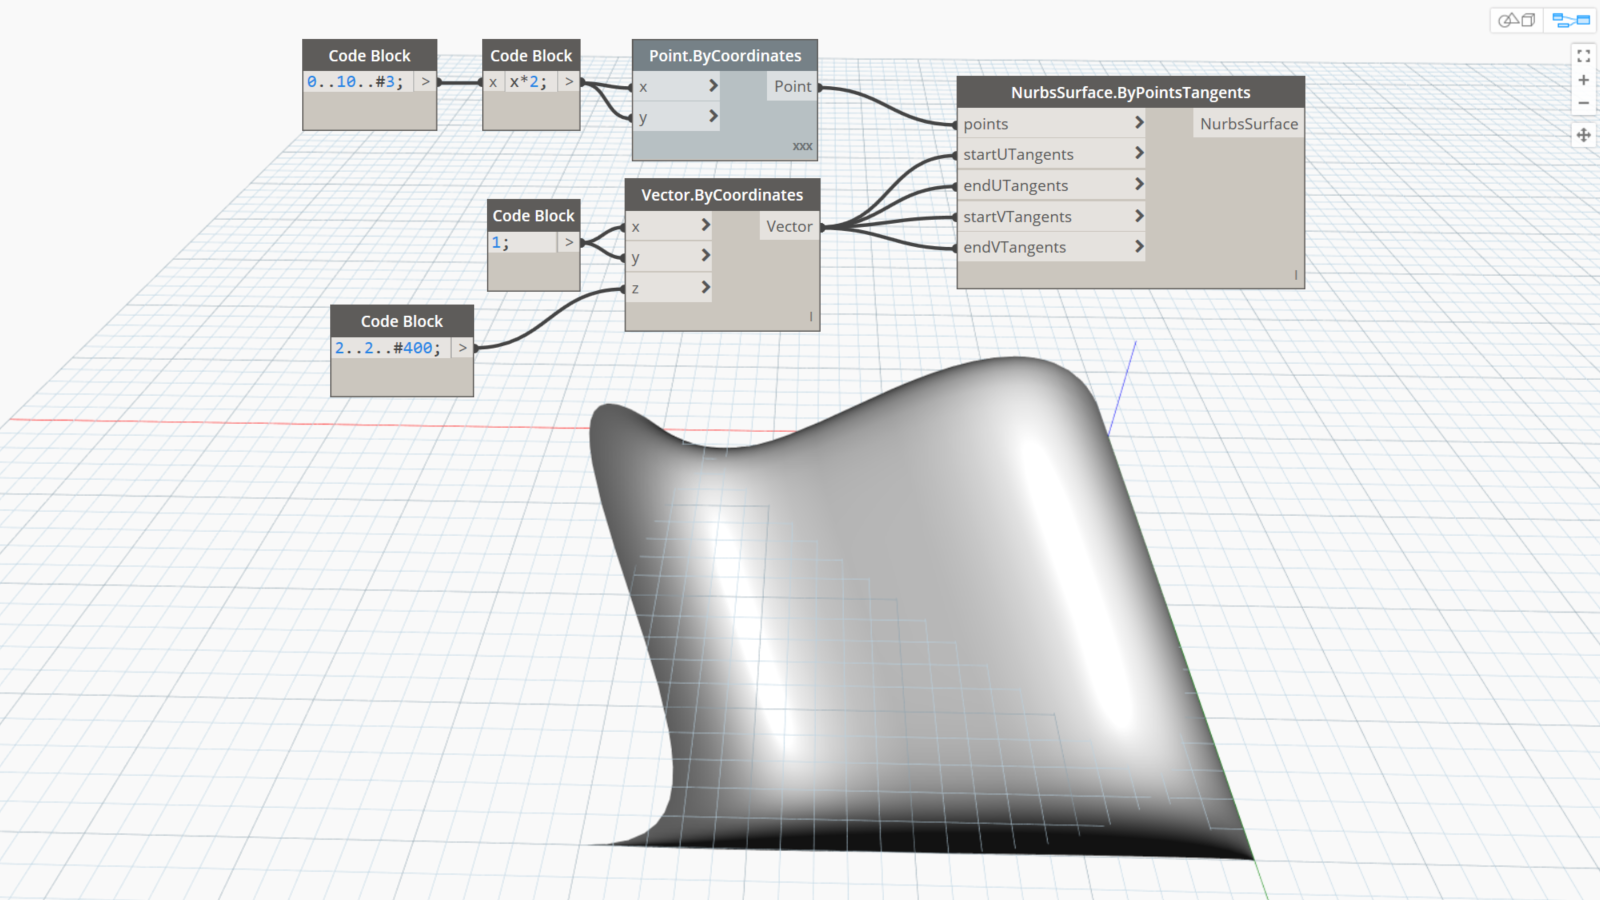 Code Block
0..10..#3; >
Code Block
x x*2; >
Point.ByCoordinates
x > Point
y >
xxx
NurbsSurface.ByPointsTangents
points > NurbsSurface
startUTangents >
endUTangents >
startVTangents >
endVTangents >
|
Vector.ByCoordinates
x > Vector
y >
z >
|
Code Block
1; >
Code Block
2..2..#400; >